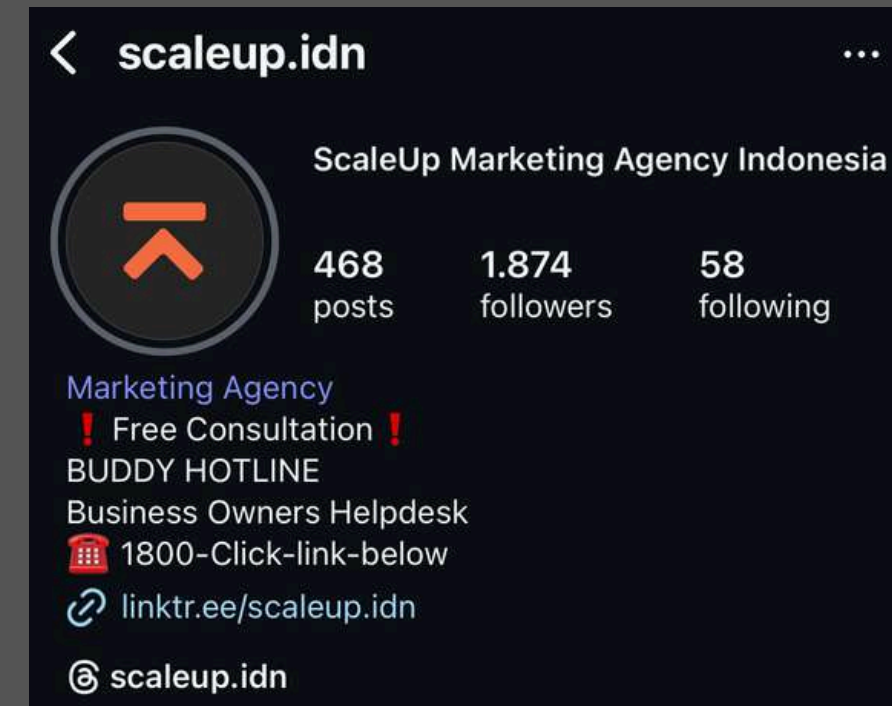 scaleup.idn
ScaleUp Marketing Agency Indonesia
468 1.874 58
posts followers following
Marketing Agency
❗ Free Consultation ❗
BUDDY HOTLINE
Business Owners Helpdesk
☎️ 1800-Click-link-below
linktr.ee/scaleup.idn
scaleup.idn